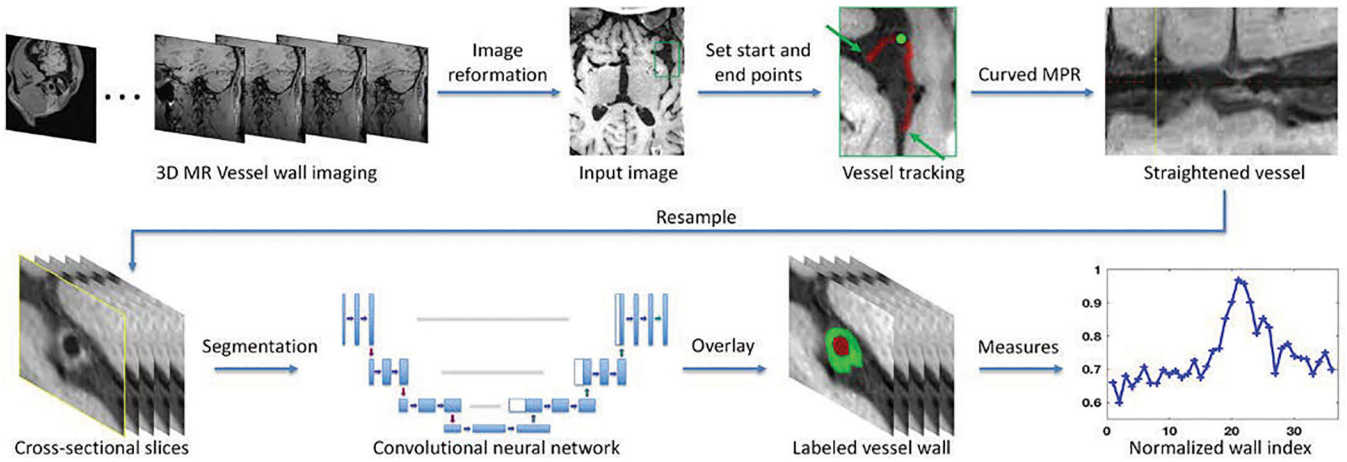 Image
reformation
Set start and
end points
Curved MPR
3D MR Vessel wall imaging
Input image
Vessel tracking
Straightened vessel
Resample
Segmentation
Overlay
Measures
1
0.9
0.8
0.7
0.6
0 10 20 30
Cross-sectional slices
Convolutional neural network
Labeled vessel wall
Normalized wall index